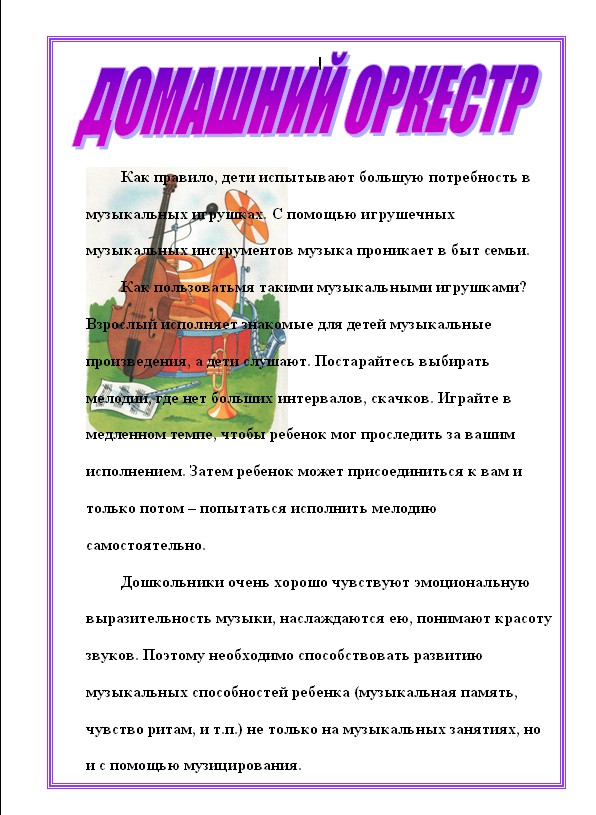 ДОМАШНИЙ ОРКЕСТР
Как правило, дети испытывают большую потребность в
музыкальных игрушках. С помощью игрушечных
музыкальных инструментов музыка проникает в быт семьи.
Как пользоватьмя такими музыкальными игрушками?
Взрослый исполняет знакомые для детей музыкальные
произведения, а дети слушают. Постарайтесь выбирать
мелодии, где нет больших интервалов, скачков. Играйте в
медленном темпе, чтобы ребенок мог проследить за вашим
исполнением. Затем ребенок может присоединиться к вам и
только потом – попытаться исполнить мелодию
самостоятельно.
Дошкольники очень хорошо чувствуют эмоциональную
выразительность музыки, наслаждаются ею, понимают красоту
звуков. Поэтому необходимо способствовать развитию
музыкальных способностей ребенка (музыкальная память,
чувство ритам, и т.п.) не только на музыкальных занятиях, но
и с помощью музицирования.